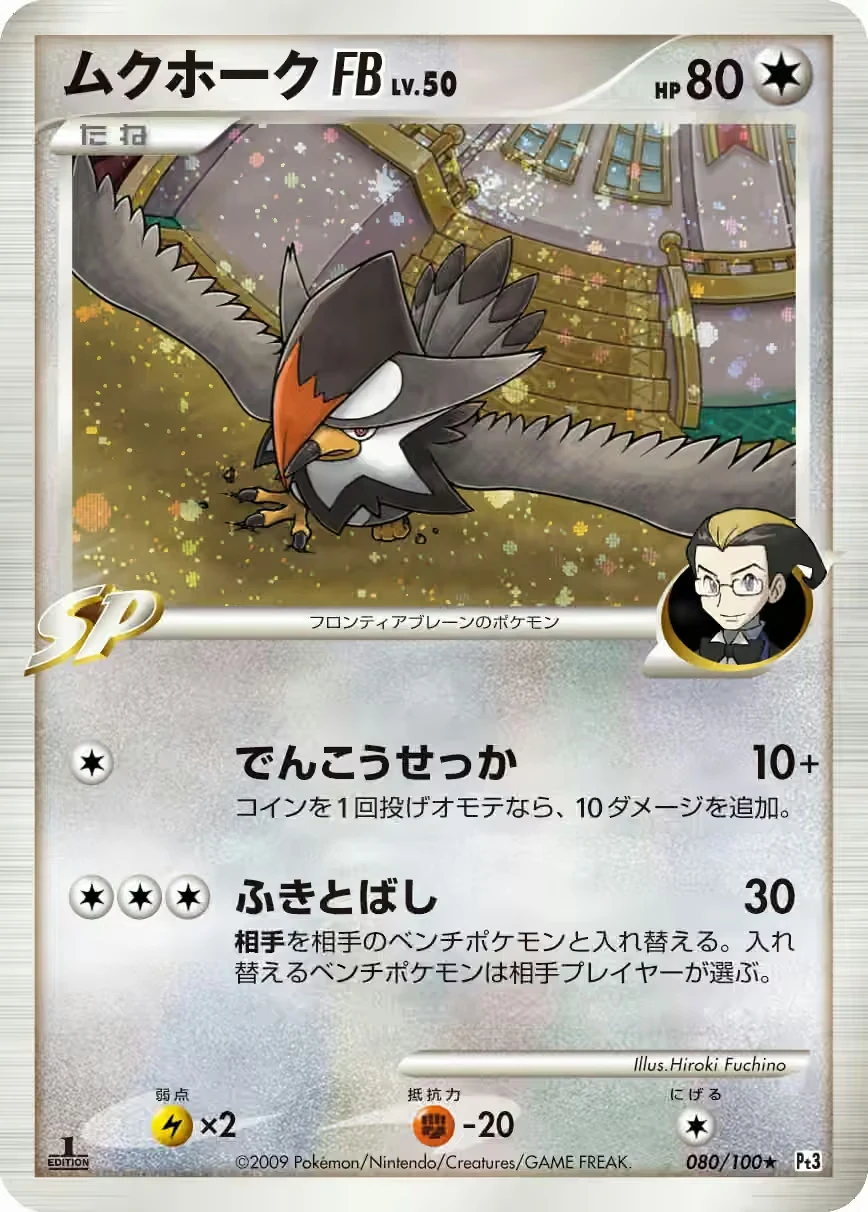 ムクホーク FB LV.50
HP 80
たね
SP
フロンティアブレーンのポケモン
でんこうせっか 10+
コインを1回投げオモテなら、10ダメージを追加。
ふきとばし 30
相手を相手のベンチポケモンと入れ替える。入れ
替えるベンチポケモンは相手プレイヤーが選ぶ。
Illus.Hiroki Fuchino
弱点 抵抗力 にげる
×2 -20
1 EDITION
©2009 Pokémon/Nintendo/Creatures/GAME FREAK.
080/100★ Pt3